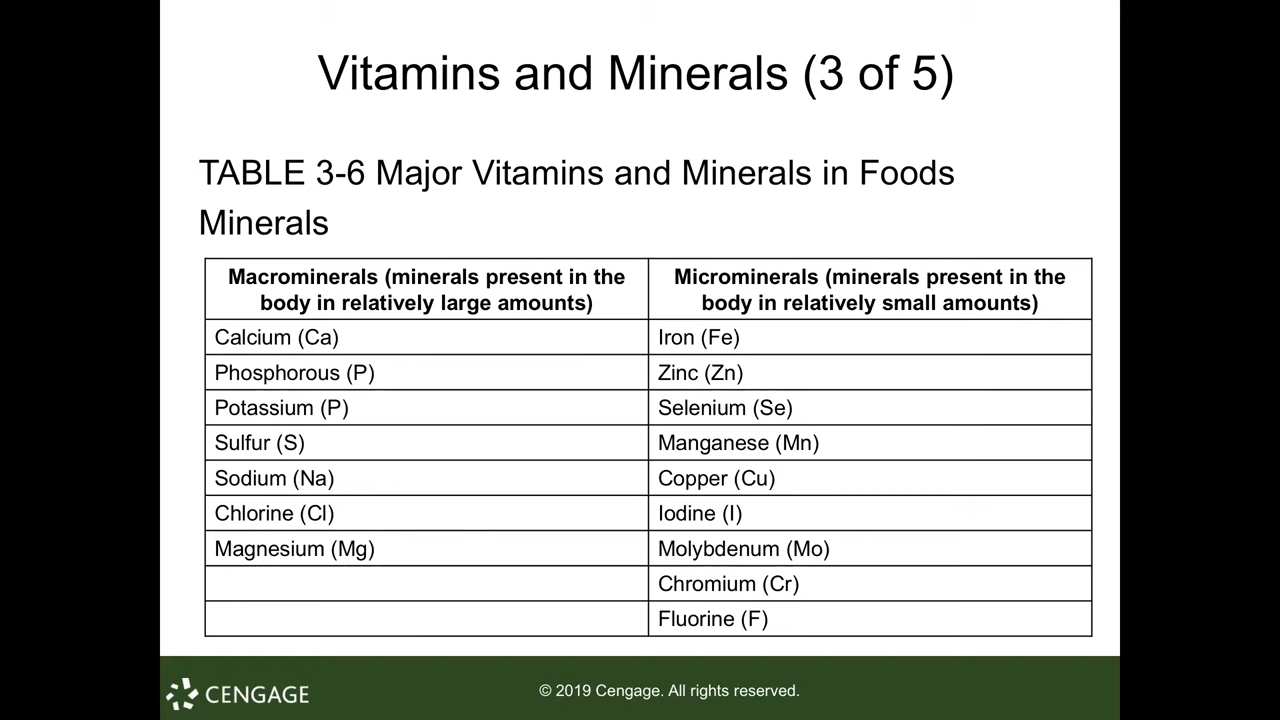 Vitamins and Minerals (3 of 5)
TABLE 3-6 Major Vitamins and Minerals in Foods
Minerals
Macrominerals (minerals present in the
body in relatively large amounts)
Microminerals (minerals present in the
body in relatively small amounts)
Calcium (Ca)
Iron (Fe)
Phosphorous (P)
Zinc (Zn)
Potassium (P)
Selenium (Se)
Sulfur (S)
Manganese (Mn)
Sodium (Na)
Copper (Cu)
Chlorine (Cl)
Iodine (I)
Magnesium (Mg)
Molybdenum (Mo)
Chromium (Cr)
Fluorine (F)
CENGAGE
© 2019 Cengage. All rights reserved.